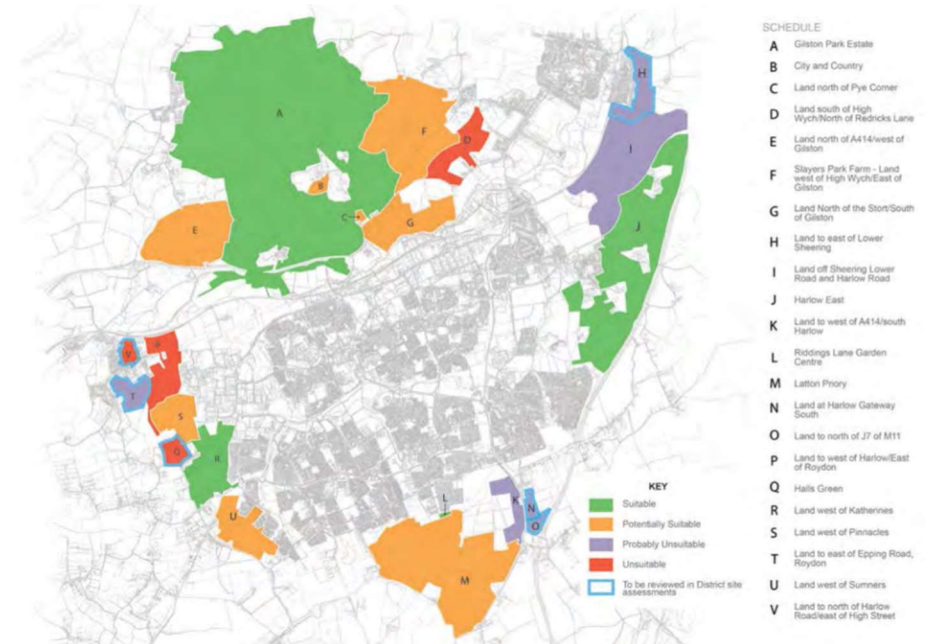 SCHEDULE
A Gilston Park Estate
B City and Country
C Land north of Pye Corner
D Land south of High
Wych/North of Redricks Lane
E Land north of A414/west of
Gilston
F Slayers Park Farm - Land
west of High Wych/East of
Gilston
G Land North of the Stort/South
of Gilston
H Land to east of Lower
Sheering
I Land off Sheering Lower
Road and Harlow Road
J Harlow East
K Land to west of A414/south
Harlow
L Riddings Lane Garden
Centre
M Latton Priory
N Land at Harlow Gateway
South
O Land to north of J7 of M11
P Land to west of Harlow/East
of Roydon
Q Halls Green
R Land west of Katherines
S Land west of Pinnacles
T Land to east of Epping Road,
Roydon
U Land west of Sumners
V Land to north of Harlow
Road/east of High Street
H
A
F
D
I
B
C
G
E
J
V
P
T
S
Q
R
U
L
K
N
O
M
KEY
Suitable
Potentially Suitable
Probably Unsuitable
Unsuitable
To be reviewed in District site
assessments